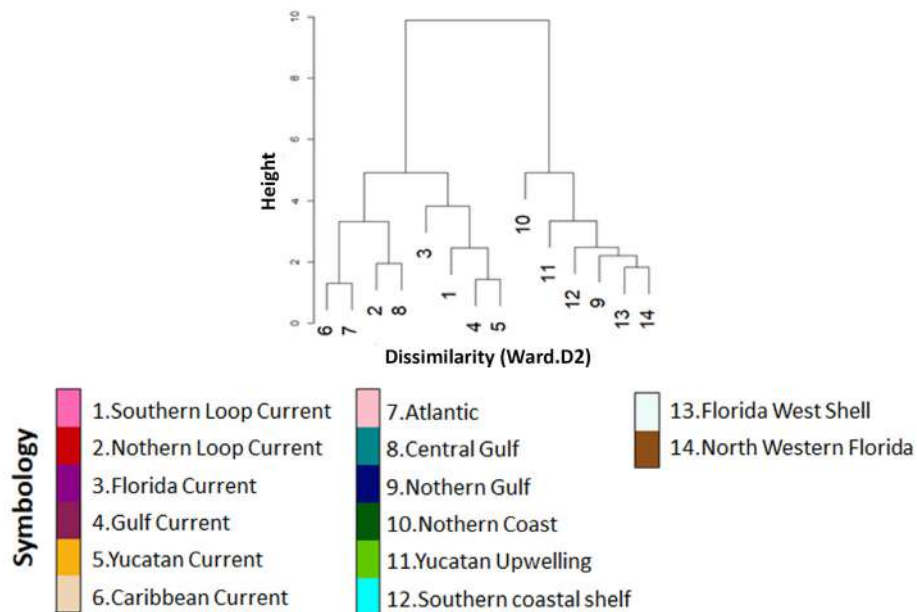 10
8
6
4
2
0
Height
10
3
11
2
8
1
12
9
13
14
6
7
4
5
Dissimilarity (Ward.D2)
Symbology
1.Southern Loop Current
2.Nothern Loop Current
3.Florida Current
4.Gulf Current
5.Yucatan Current
6.Caribbean Current
7.Atlantic
8.Central Gulf
9.Nothern Gulf
10.Nothern Coast
11.Yucatan Upwelling
12.Southern coastal shelf
13.Florida West Shell
14.North Western Florida